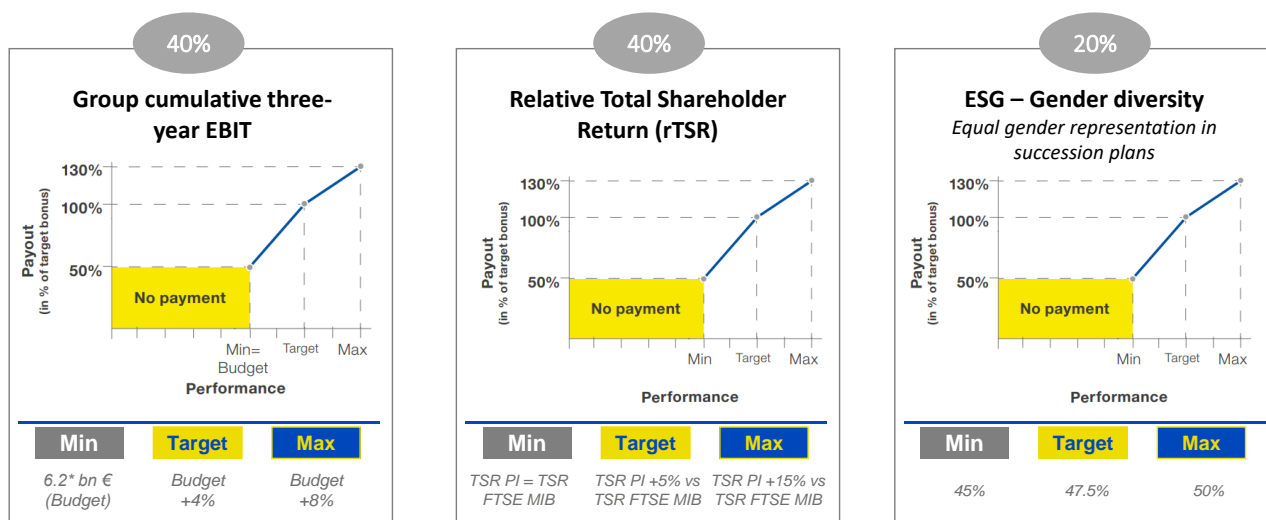 40%
Group cumulative three-
year EBIT
Payout
(in % of target bonus)
130%
100%
50%
No payment
Min=
Budget
Target
Max
Performance
Min
Target
Max
6.2* bn €
(Budget)
Budget
+4%
Budget
+8%
40%
Relative Total Shareholder
Return (rTSR)
Payout
(in % of target bonus)
130%
100%
50%
No payment
Min
Target
Max
Performance
Min
Target
Max
TSR PI = TSR
FTSE MIB
TSR PI +5% vs
TSR FTSE MIB
TSR PI +15% vs
TSR FTSE MIB
20%
ESG – Gender diversity
Equal gender representation in
succession plans
Payout
(in % of target bonus)
130%
100%
50%
No payment
Min
Target
Max
Performance
Min
Target
Max
45%
47.5%
50%